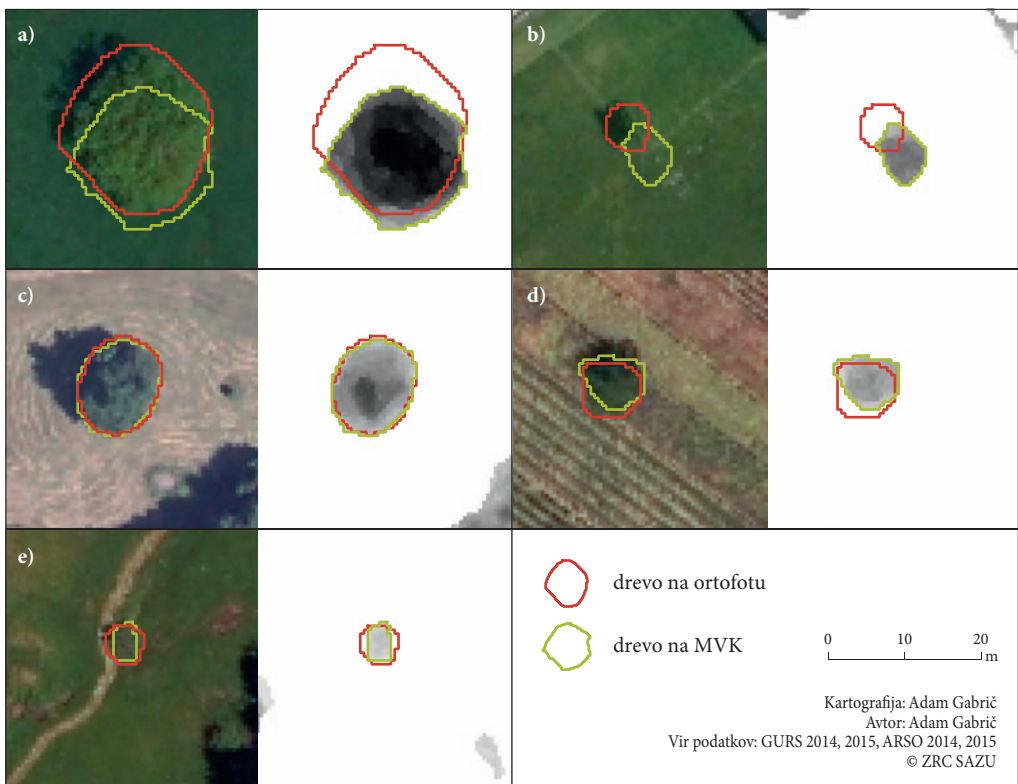 a)
b)
c)
d)
e)
drevo na ortofotu
drevo na MVK
0 10 20
m
Kartografija: Adam Gabrič
Avtor: Adam Gabrič
Vir podatkov: GURS 2014, 2015, ARSO 2014, 2015
© ZRC SAZU